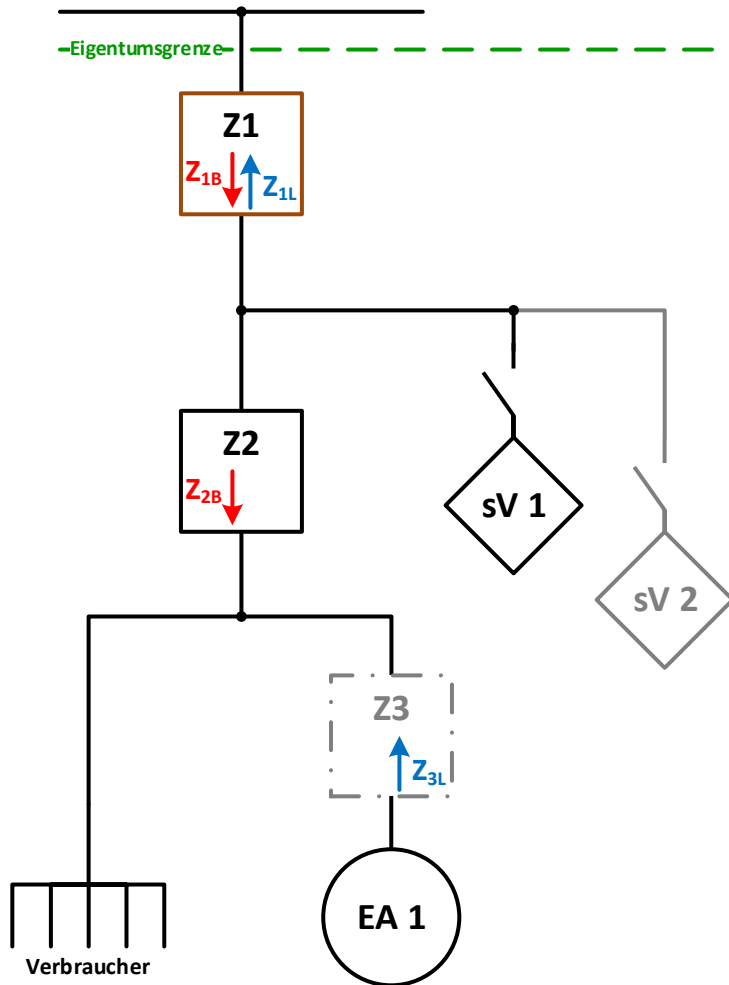 Eigentumsgrenze
Z1
Z1B
Z1L
Z2
Z2B
sV 1
sV 2
Z3
Z3L
EA 1
Verbraucher